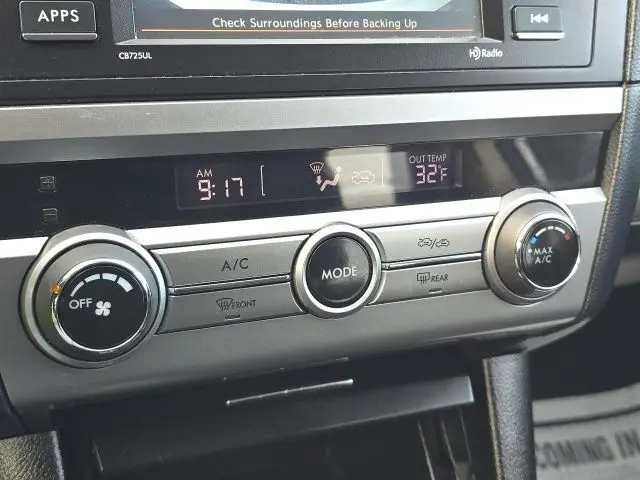 APPS
Check Surroundings Before Backing Up
CB725UL
HD Radio
AM
9:17
OUT TEMP
32°F
A/C
MODE
OFF
FRONT
REAR
MAX
A/C
COMING IN